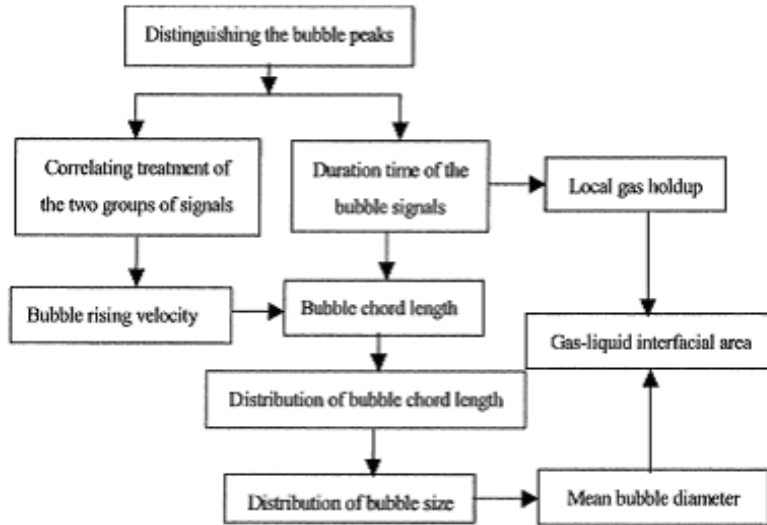 Distinguishing the bubble peaks
Correlating treatment of
the two groups of signals
Duration time of the
bubble signals
Local gas holdup
Bubble rising velocity
Bubble chord length
Gas-liquid interfacial area
Distribution of bubble chord length
Distribution of bubble size
Mean bubble diameter